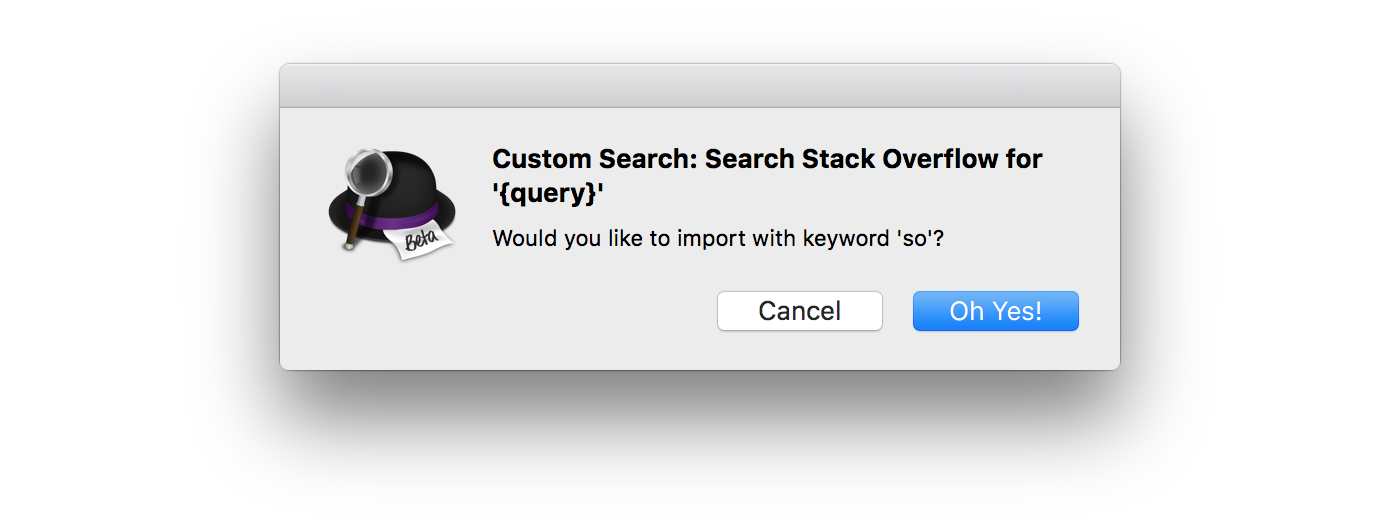 Custom Search: Search Stack Overflow for
'{query}'
Would you like to import with keyword 'so'?
Beta
Cancel
Oh Yes!